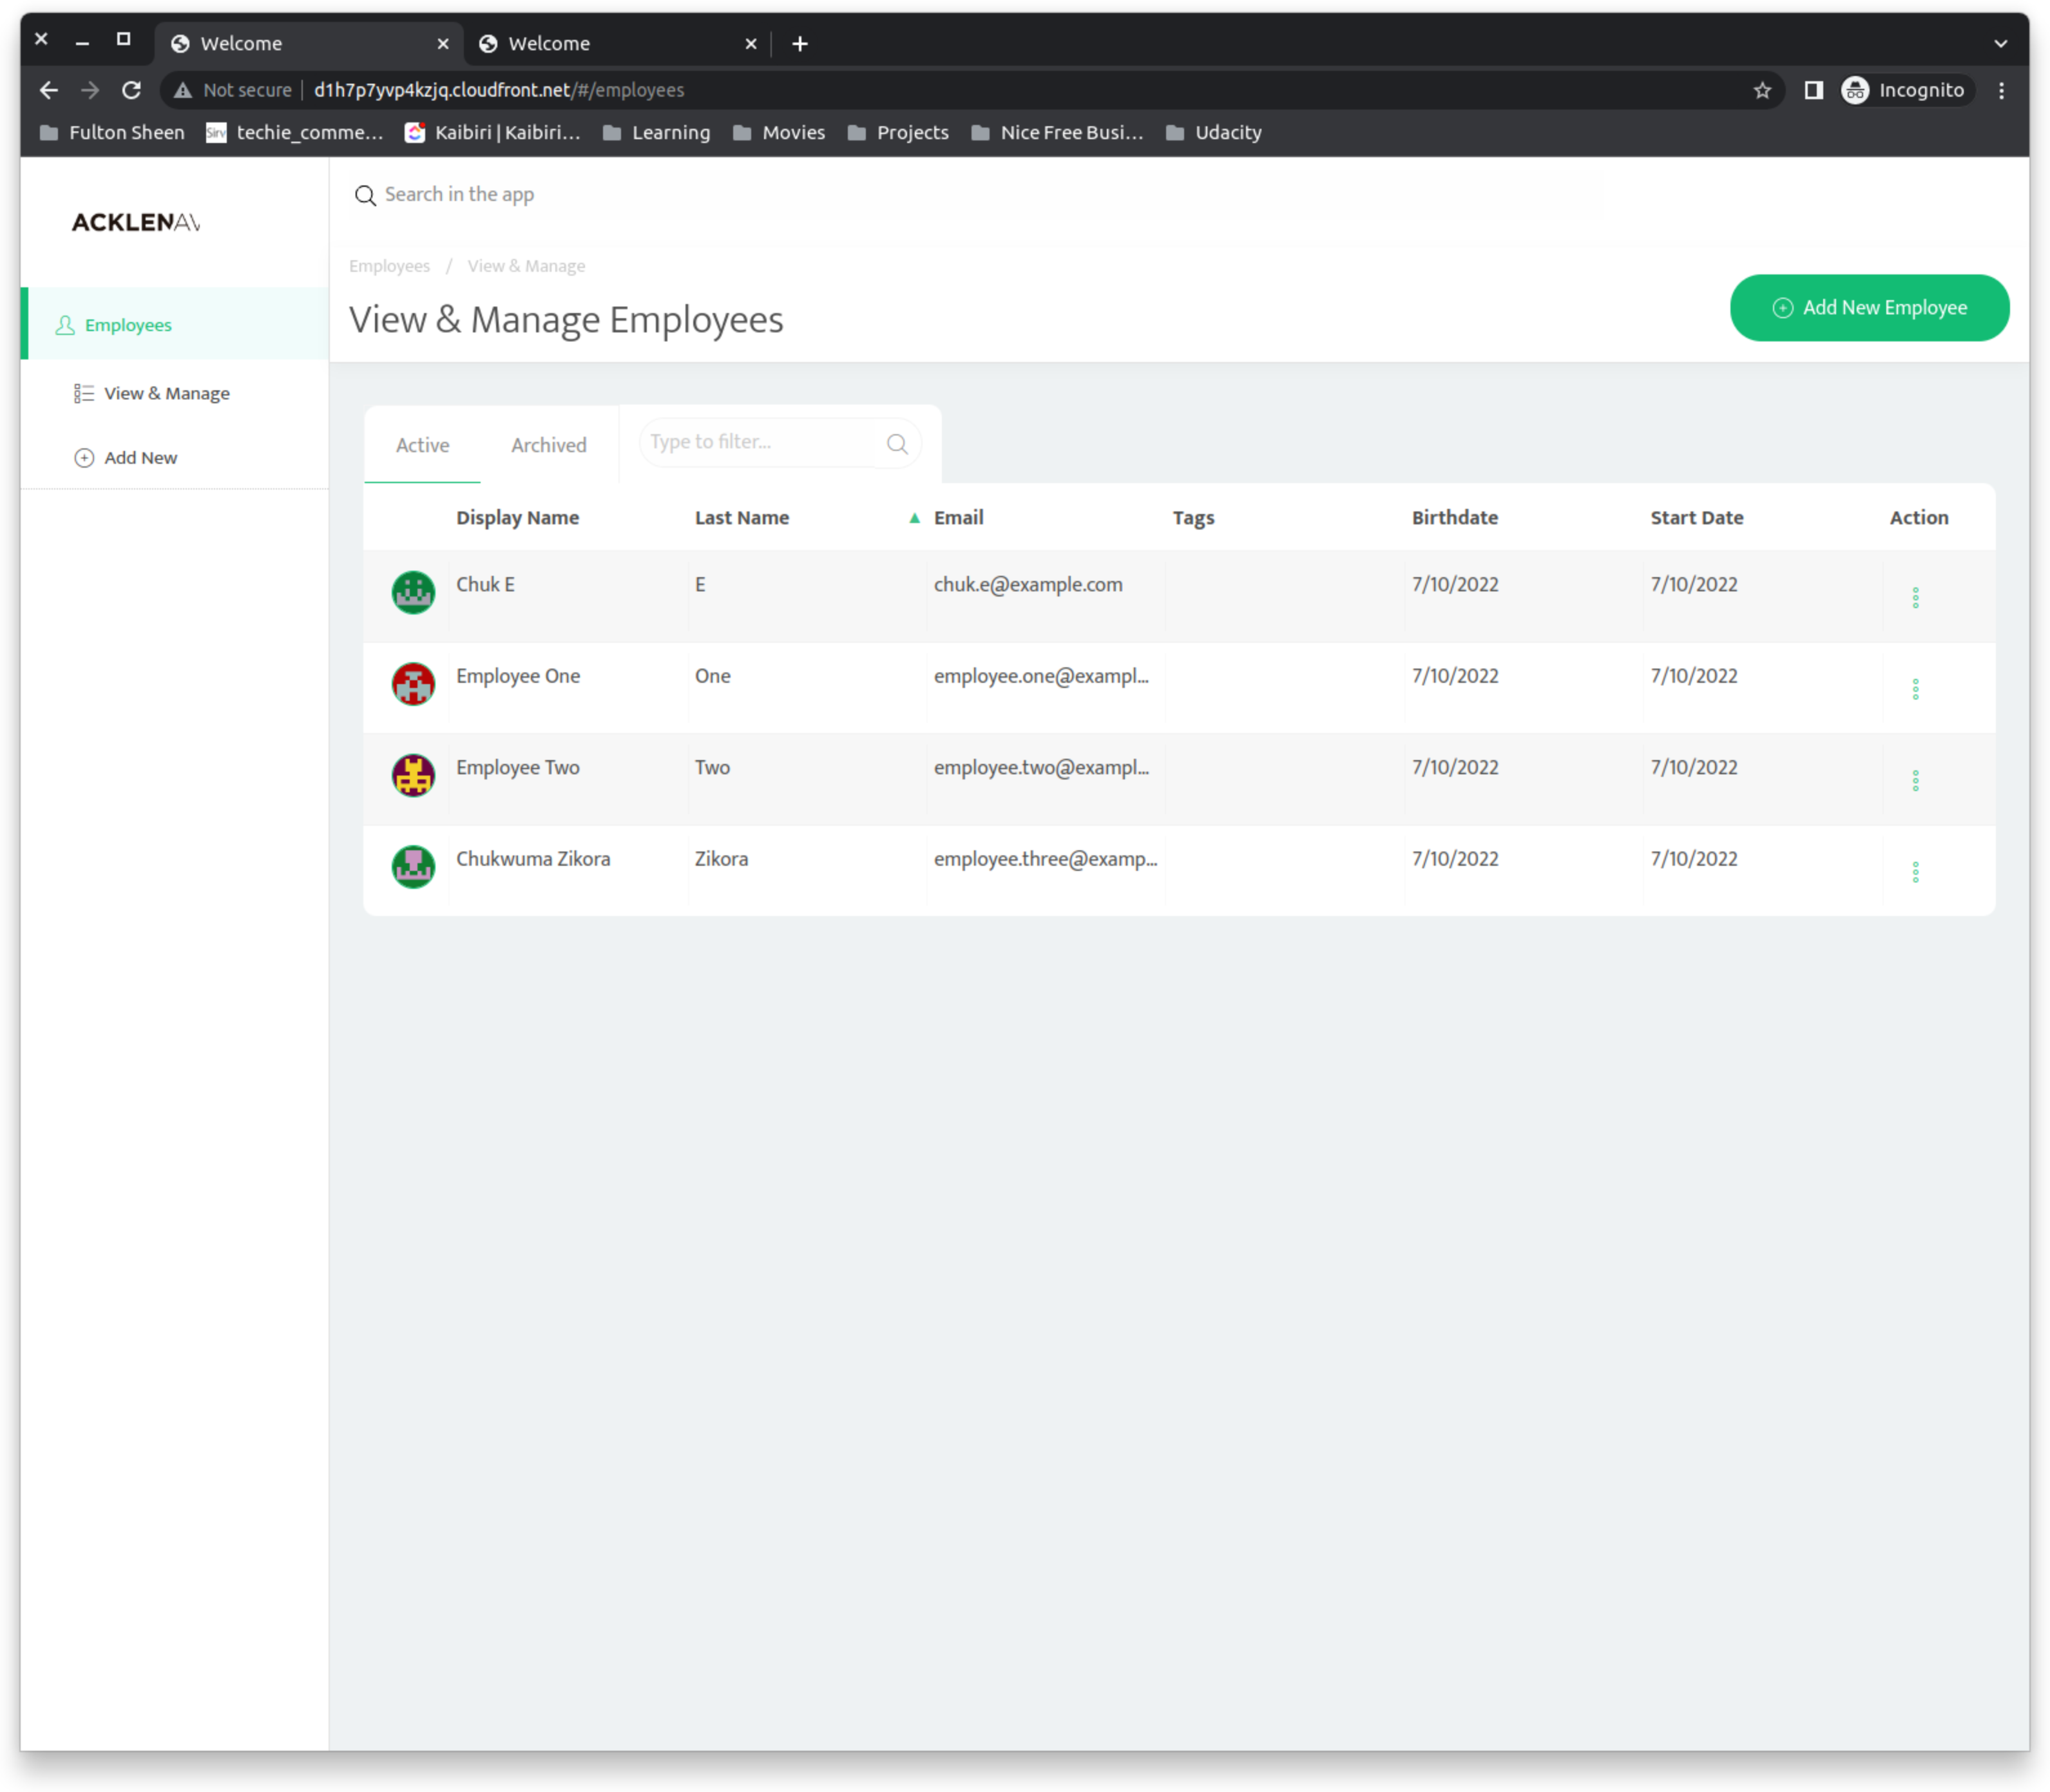 Welcome
Welcome
Not secure d1h7p7yvp4kzjq.cloudfront.net/#/employees
Incognito
Fulton Sheen techie_comme... Kaibiri | Kaibiri... Learning Movies Projects Nice Free Busi... Udacity
ACKLENAV
Search in the app
Employees / View & Manage
View & Manage Employees
Add New Employee
Employees
View & Manage
Add New
Active Archived Type to filter...
Display Name Last Name Email Tags Birthdate Start Date Action
Chuk E E chuk.e@example.com 7/10/2022 7/10/2022
Employee One One employee.one@exampl... 7/10/2022 7/10/2022
Employee Two Two employee.two@exampl... 7/10/2022 7/10/2022
Chukwuma Zikora Zikora employee.three@examp... 7/10/2022 7/10/2022